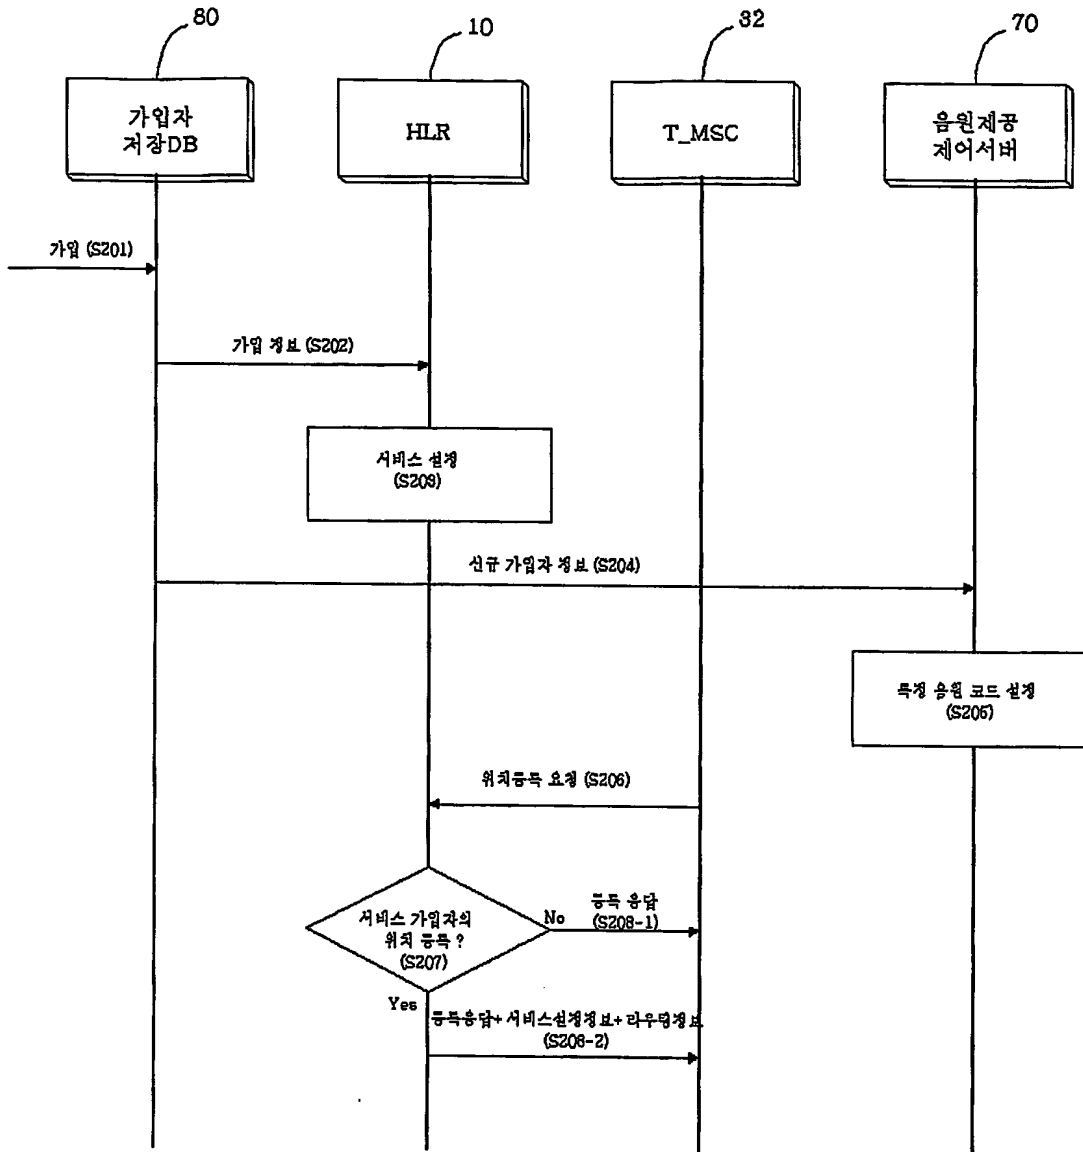 80
10
32
70
가입자
저장DB
HLR
T_MSC
음원제공
제어서버
가입 (S201)
가입 정보 (S202)
서비스 설정
(S203)
신규 가입자 정보 (S204)
특정 음원 코드 설정
(S205)
위치등록 요청 (S206)
서비스 가입자의
위치 등록 ?
(S207)
No
등록 응답
(S208-1)
Yes
등록응답+ 서비스설정정보+ 라우팅정보
(S208-2)